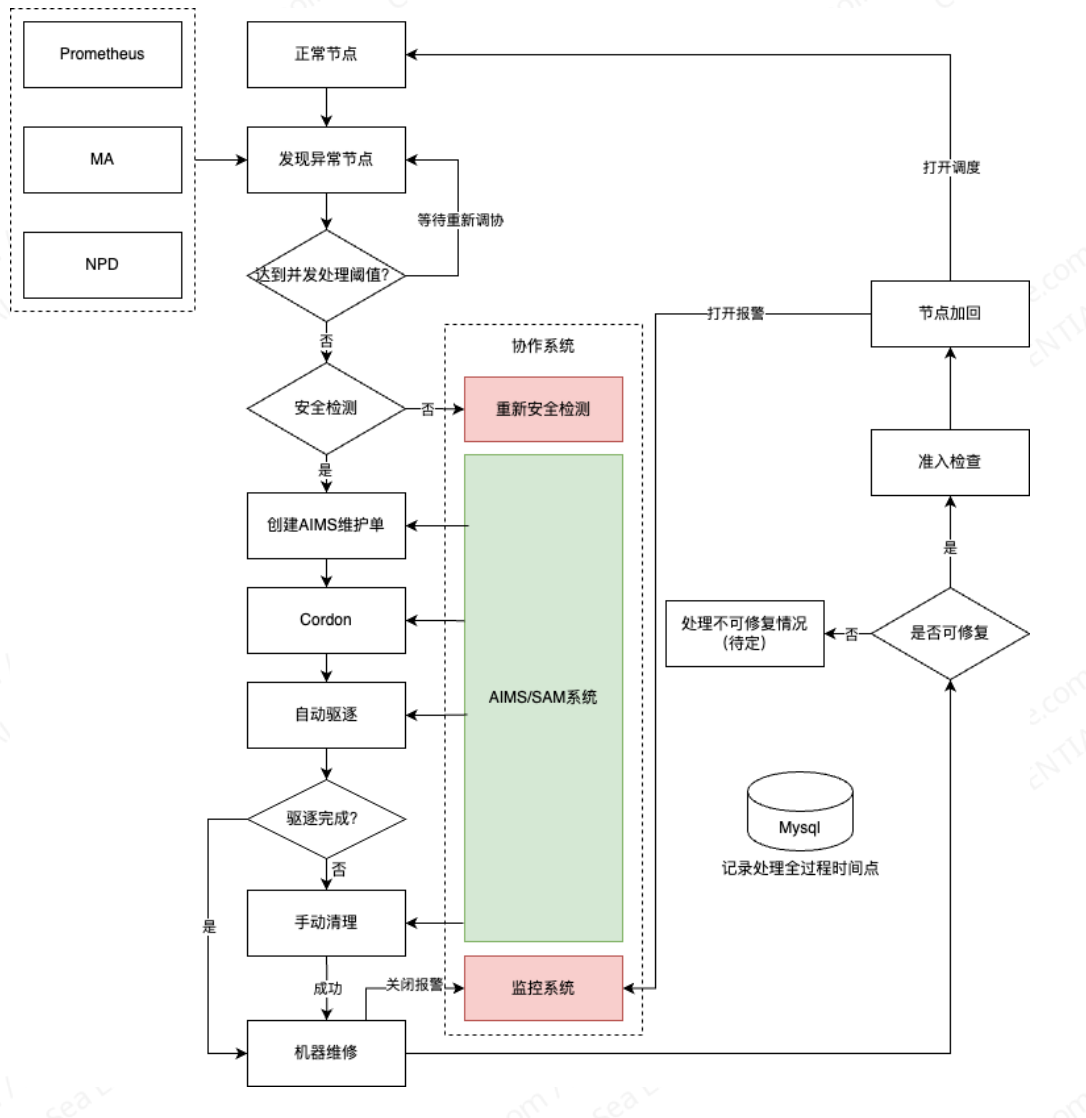 Prometheus
MA
NPD
正常节点
发现异常节点
等待重新调协
达到并发处理阈值?
否
安全检测
否
是
创建AIMS维护单
Cordon
自动驱逐
驱逐完成?
否
是
手动清理
成功
机器维修
关闭报警
协作系统
重新安全检测
AIMS/SAM系统
监控系统
打开报警
打开调度
节点加回
准入检查
是
是否可修复
否
处理不可修复情况
(待定)
Mysql
记录处理全过程时间点